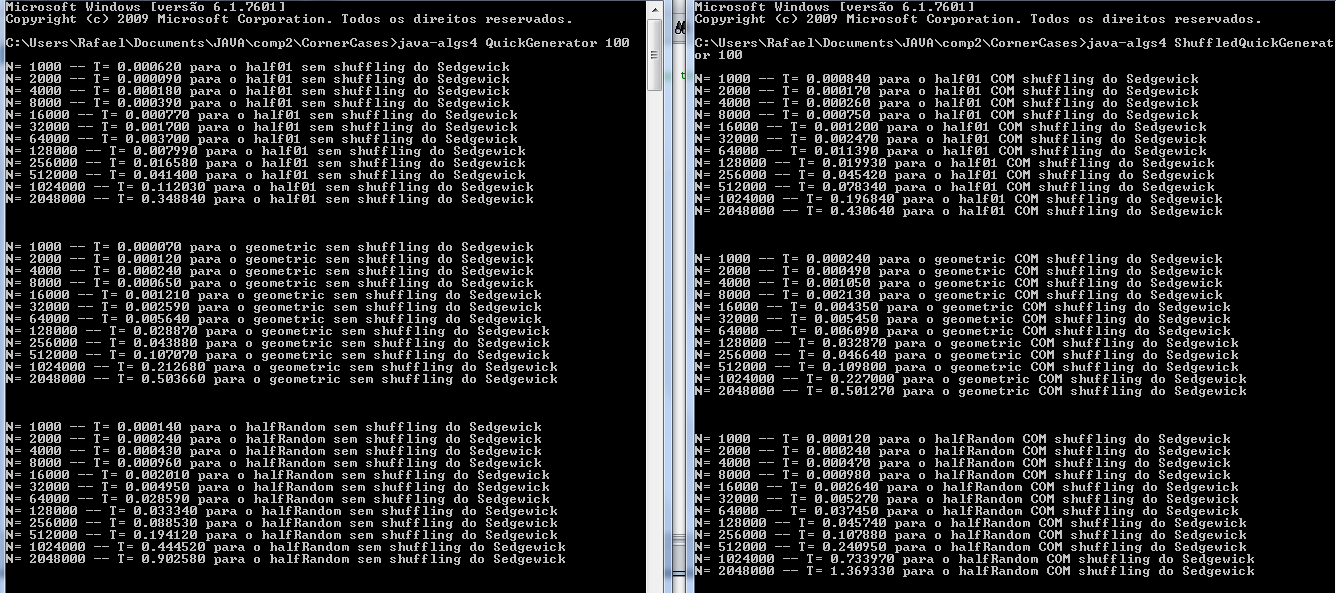 Microsoft Windows [versão 6.1.7601]
Copyright (c) 2009 Microsoft Corporation. Todos os direitos reservados.
C:\Users\Rafael\Documents\JAVA\comp2\CornerCases>java-algs4 QuickGenerator 100
N= 1000 -- T= 0.000620 para o half01 sem shuffling do Sedgewick
N= 2000 -- T= 0.000090 para o half01 sem shuffling do Sedgewick
N= 4000 -- T= 0.000180 para o half01 sem shuffling do Sedgewick
N= 8000 -- T= 0.000390 para o half01 sem shuffling do Sedgewick
N= 16000 -- T= 0.000770 para o half01 sem shuffling do Sedgewick
N= 32000 -- T= 0.001700 para o half01 sem shuffling do Sedgewick
N= 64000 -- T= 0.003700 para o half01 sem shuffling do Sedgewick
N= 128000 -- T= 0.007990 para o half01 sem shuffling do Sedgewick
N= 256000 -- T= 0.016580 para o half01 sem shuffling do Sedgewick
N= 512000 -- T= 0.041400 para o half01 sem shuffling do Sedgewick
N= 1024000 -- T= 0.112030 para o half01 sem shuffling do Sedgewick
N= 2048000 -- T= 0.348840 para o half01 sem shuffling do Sedgewick
N= 1000 -- T= 0.000070 para o geometric sem shuffling do Sedgewick
N= 2000 -- T= 0.000120 para o geometric sem shuffling do Sedgewick
N= 4000 -- T= 0.000240 para o geometric sem shuffling do Sedgewick
N= 8000 -- T= 0.000650 para o geometric sem shuffling do Sedgewick
N= 16000 -- T= 0.001210 para o geometric sem shuffling do Sedgewick
N= 32000 -- T= 0.002590 para o geometric sem shuffling do Sedgewick
N= 64000 -- T= 0.005640 para o geometric sem shuffling do Sedgewick
N= 128000 -- T= 0.028870 para o geometric sem shuffling do Sedgewick
N= 256000 -- T= 0.043880 para o geometric sem shuffling do Sedgewick
N= 512000 -- T= 0.107070 para o geometric sem shuffling do Sedgewick
N= 1024000 -- T= 0.212680 para o geometric sem shuffling do Sedgewick
N= 2048000 -- T= 0.503660 para o geometric sem shuffling do Sedgewick
N= 1000 -- T= 0.000140 para o halfRandom sem shuffling do Sedgewick
N= 2000 -- T= 0.000240 para o halfRandom sem shuffling do Sedgewick
N= 4000 -- T= 0.000430 para o halfRandom sem shuffling do Sedgewick
N= 8000 -- T= 0.000960 para o halfRandom sem shuffling do Sedgewick
N= 16000 -- T= 0.002010 para o halfRandom sem shuffling do Sedgewick
N= 32000 -- T= 0.004950 para o halfRandom sem shuffling do Sedgewick
N= 64000 -- T= 0.028590 para o halfRandom sem shuffling do Sedgewick
N= 128000 -- T= 0.033340 para o halfRandom sem shuffling do Sedgewick
N= 256000 -- T= 0.088530 para o halfRandom sem shuffling do Sedgewick
N= 512000 -- T= 0.194120 para o halfRandom sem shuffling do Sedgewick
N= 1024000 -- T= 0.444520 para o halfRandom sem shuffling do Sedgewick
N= 2048000 -- T= 0.902580 para o halfRandom sem shuffling do Sedgewick
Microsoft Windows [versão 6.1.7601]
Copyright (c) 2009 Microsoft Corporation. Todos os direitos reservados.
C:\Users\Rafael\Documents\JAVA\comp2\CornerCases>java-algs4 ShuffledQuickGenerat
or 100
N= 1000 -- T= 0.000840 para o half01 COM shuffling do Sedgewick
N= 2000 -- T= 0.000170 para o half01 COM shuffling do Sedgewick
N= 4000 -- T= 0.000260 para o half01 COM shuffling do Sedgewick
N= 8000 -- T= 0.000750 para o half01 COM shuffling do Sedgewick
N= 16000 -- T= 0.001200 para o half01 COM shuffling do Sedgewick
N= 32000 -- T= 0.002470 para o half01 COM shuffling do Sedgewick
N= 64000 -- T= 0.011390 para o half01 COM shuffling do Sedgewick
N= 128000 -- T= 0.019930 para o half01 COM shuffling do Sedgewick
N= 256000 -- T= 0.045420 para o half01 COM shuffling do Sedgewick
N= 512000 -- T= 0.078340 para o half01 COM shuffling do Sedgewick
N= 1024000 -- T= 0.196840 para o half01 COM shuffling do Sedgewick
N= 2048000 -- T= 0.430640 para o half01 COM shuffling do Sedgewick
N= 1000 -- T= 0.000240 para o geometric COM shuffling do Sedgewick
N= 2000 -- T= 0.000490 para o geometric COM shuffling do Sedgewick
N= 4000 -- T= 0.001050 para o geometric COM shuffling do Sedgewick
N= 8000 -- T= 0.002130 para o geometric COM shuffling do Sedgewick
N= 16000 -- T= 0.004350 para o geometric COM shuffling do Sedgewick
N= 32000 -- T= 0.005450 para o geometric COM shuffling do Sedgewick
N= 64000 -- T= 0.006090 para o geometric COM shuffling do Sedgewick
N= 128000 -- T= 0.032870 para o geometric COM shuffling do Sedgewick
N= 256000 -- T= 0.046640 para o geometric COM shuffling do Sedgewick
N= 512000 -- T= 0.109800 para o geometric COM shuffling do Sedgewick
N= 1024000 -- T= 0.227000 para o geometric COM shuffling do Sedgewick
N= 2048000 -- T= 0.501270 para o geometric COM shuffling do Sedgewick
N= 1000 -- T= 0.000120 para o halfRandom COM shuffling do Sedgewick
N= 2000 -- T= 0.000240 para o halfRandom COM shuffling do Sedgewick
N= 4000 -- T= 0.000470 para o halfRandom COM shuffling do Sedgewick
N= 8000 -- T= 0.000980 para o halfRandom COM shuffling do Sedgewick
N= 16000 -- T= 0.002640 para o halfRandom COM shuffling do Sedgewick
N= 32000 -- T= 0.005270 para o halfRandom COM shuffling do Sedgewick
N= 64000 -- T= 0.037450 para o halfRandom COM shuffling do Sedgewick
N= 128000 -- T= 0.045740 para o halfRandom COM shuffling do Sedgewick
N= 256000 -- T= 0.107880 para o halfRandom COM shuffling do Sedgewick
N= 512000 -- T= 0.240950 para o halfRandom COM shuffling do Sedgewick
N= 1024000 -- T= 0.733970 para o halfRandom COM shuffling do Sedgewick
N= 2048000 -- T= 1.369330 para o halfRandom COM shuffling do Sedgewick